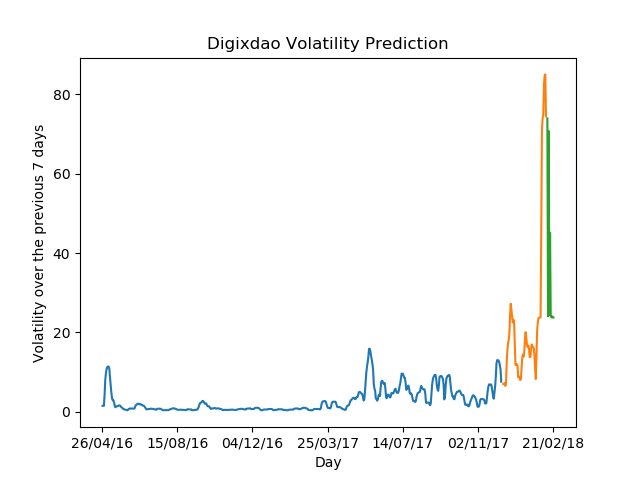 Digixdao Volatility Prediction
Volatility over the previous 7 days
80
60
40
20
0
26/04/16 15/08/16 04/12/16 25/03/17 14/07/17 02/11/17 21/02/18
Day